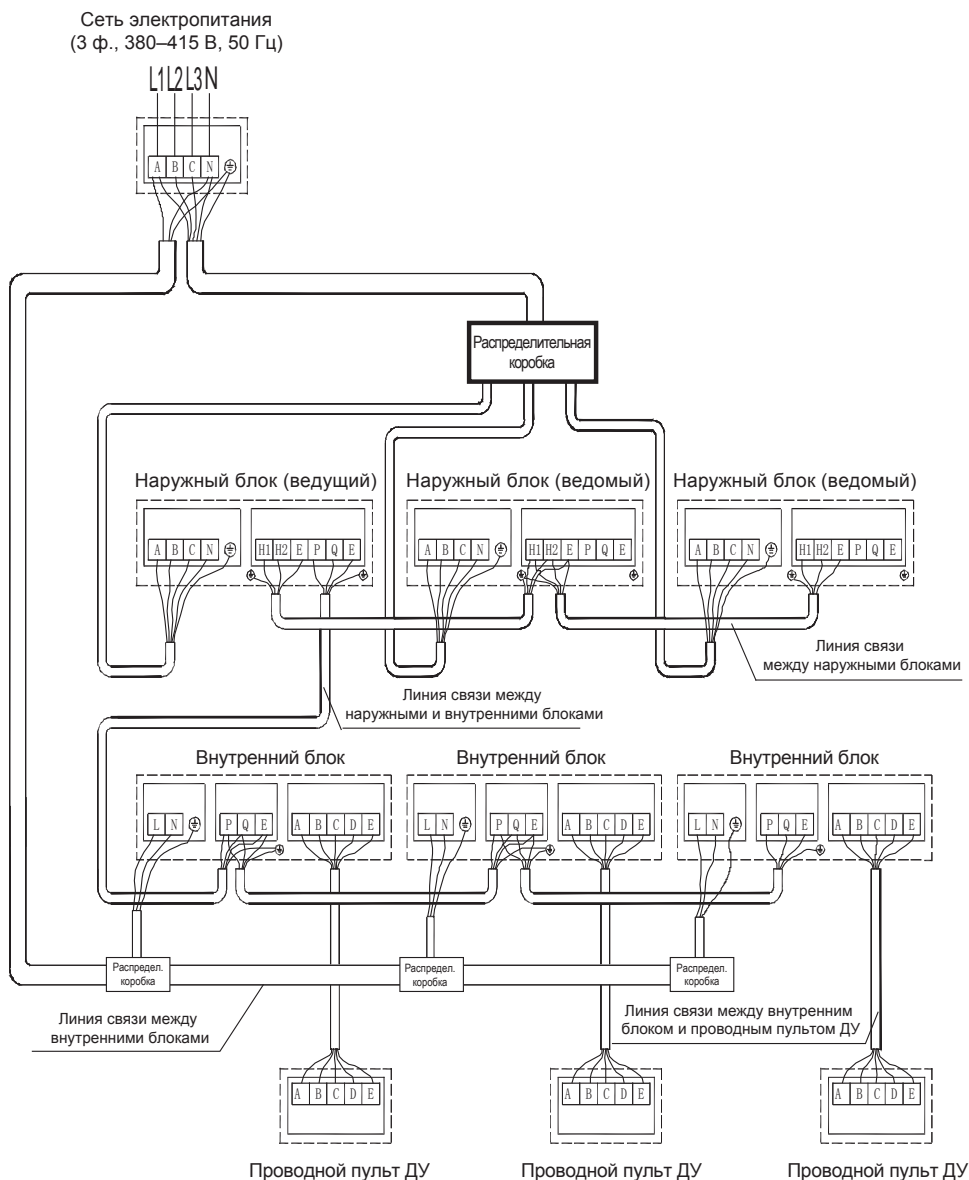 Сеть электропитания
(3 ф., 380–415 В, 50 Гц)
L1 L2 L3 N
A B C N
Распределительная
коробка
Наружный блок (ведущий)
Наружный блок (ведомый)
Наружный блок (ведомый)
A B C N
H1 H2 E P Q E
A B C N
H1 H2 E P Q E
A B C N
H1 H2 E P Q E
Линия связи
между наружными блоками
Линия связи между
наружными и внутренними блоками
Внутренний блок
Внутренний блок
Внутренний блок
L N
P Q E
A B C D E
L N
P Q E
A B C D E
L N
P Q E
A B C D E
Распредел.
коробка
Распредел.
коробка
Распредел.
коробка
Линия связи между
внутренними блоками
Линия связи между внутренним
блоком и проводным пультом ДУ
A B C D E
A B C D E
A B C D E
Проводной пульт ДУ
Проводной пульт ДУ
Проводной пульт ДУ